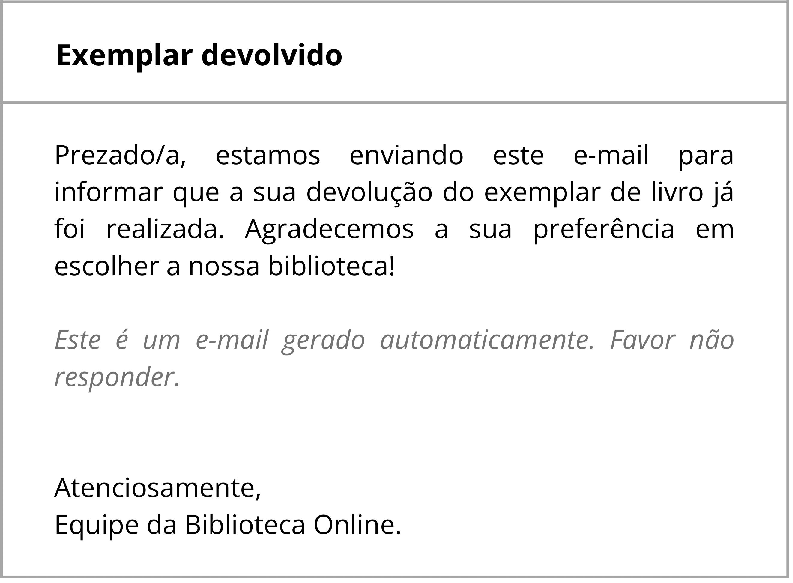 Exemplar devolvido
Prezado/a, estamos enviando este e-mail para
informar que a sua devolução do exemplar de livro já
foi realizada. Agradecemos a sua preferência em
escolher a nossa biblioteca!
Este é um e-mail gerado automaticamente. Favor não
responder.
Atenciosamente,
Equipe da Biblioteca Online.